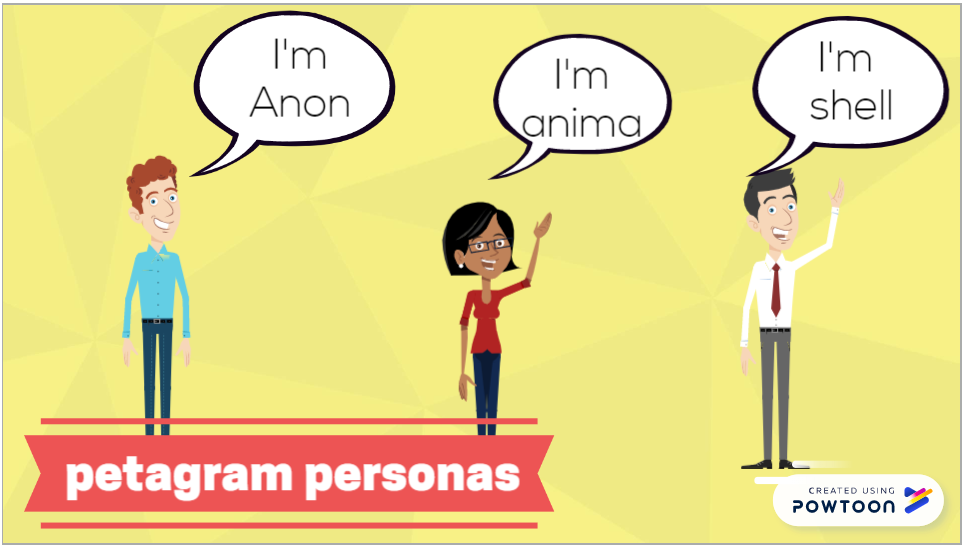 I'm
Anon
I'm
anima
I'm
shell
petagram personas
CREATED USING
POWTOON